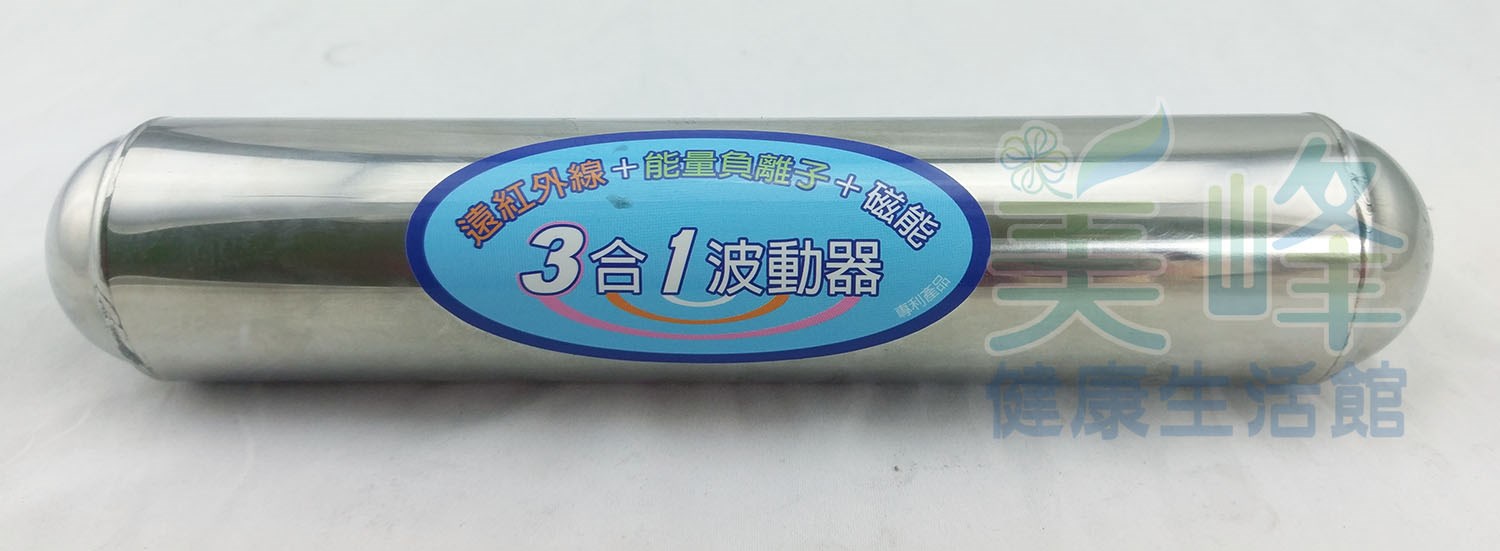 遠紅外線+能量負離子+磁能
3合1波動器
專利產品
美峰
健康生活館